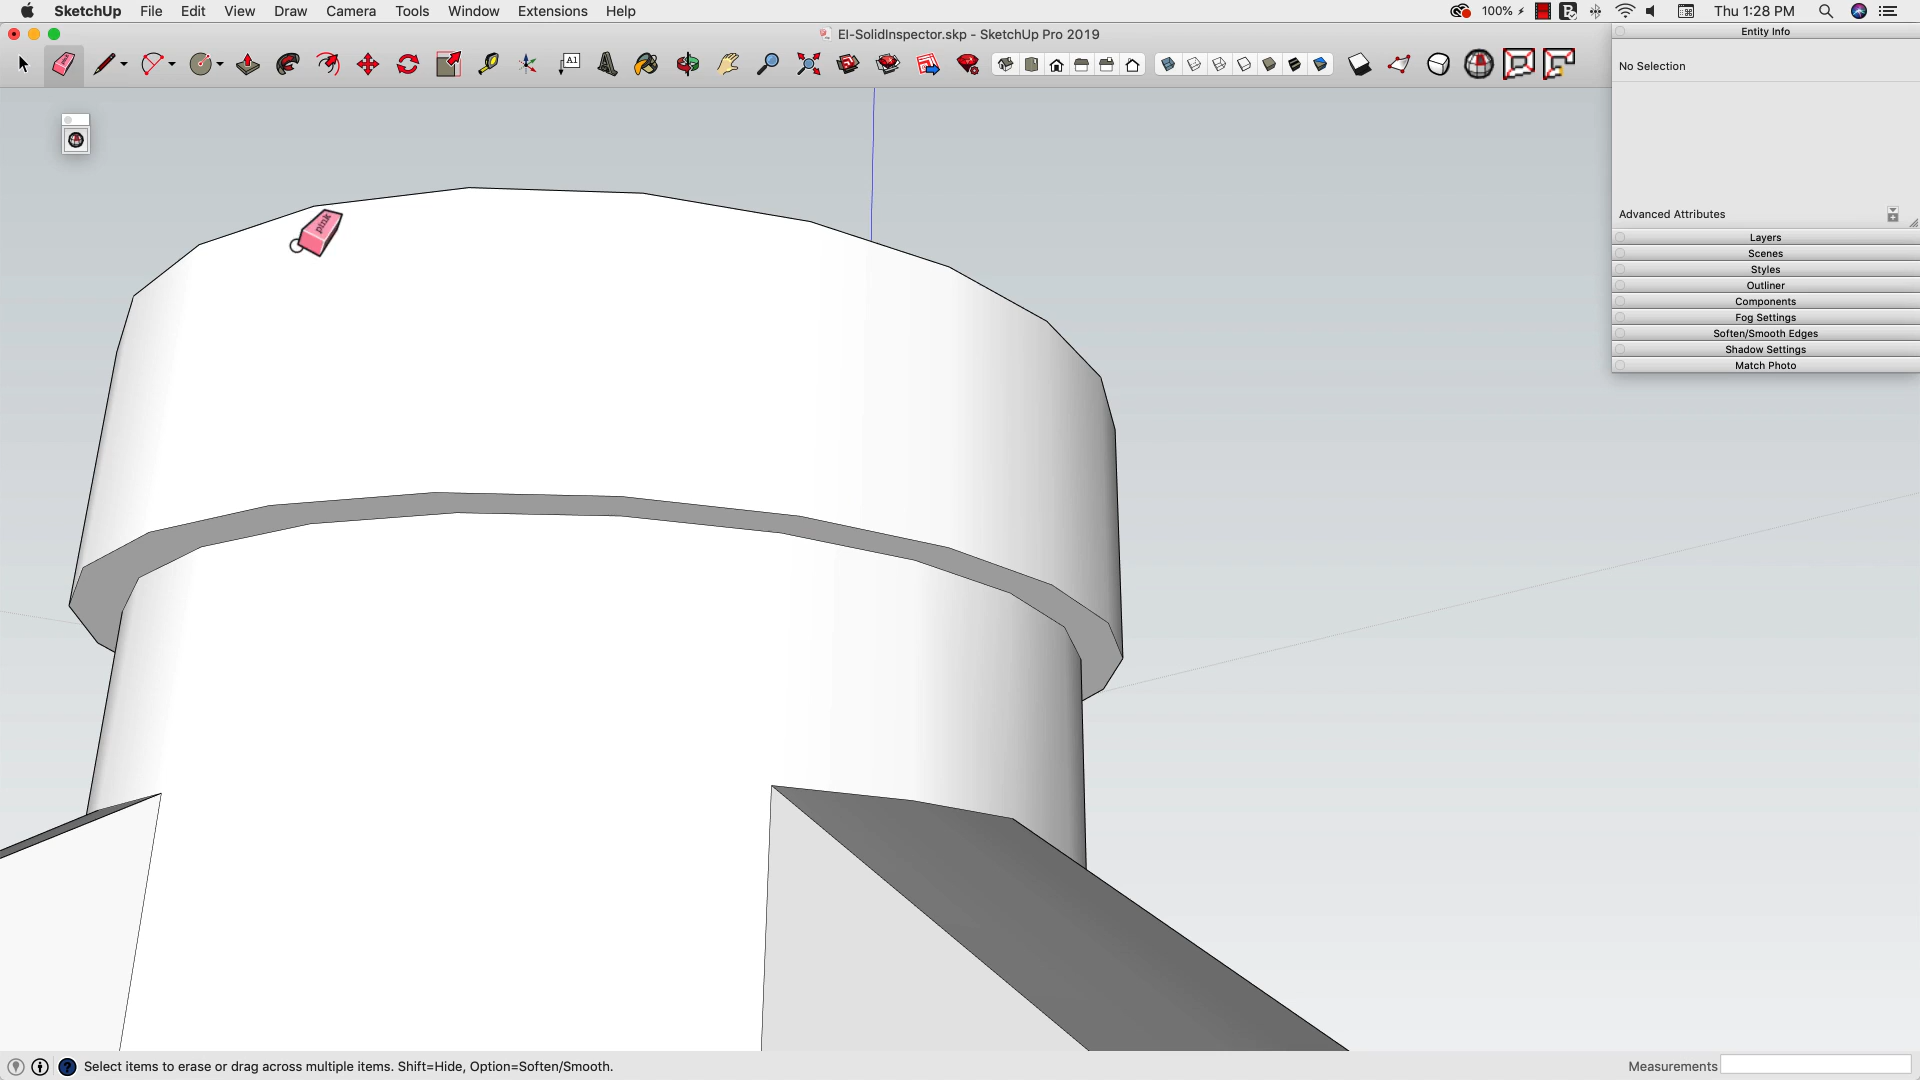 SketchUp File Edit View Draw Camera Tools Window Extensions Help
100% Thu 1:28 PM
EI-SolidInspector.skp - SketchUp Pro 2019
Entity Info
A1
No Selection
pink
Advanced Attributes
Layers
Scenes
Styles
Outliner
Components
Fog Settings
Soften/Smooth Edges
Shadow Settings
Match Photo
Select items to erase or drag across multiple items. Shift=Hide, Option=Soften/Smooth.
Measurements